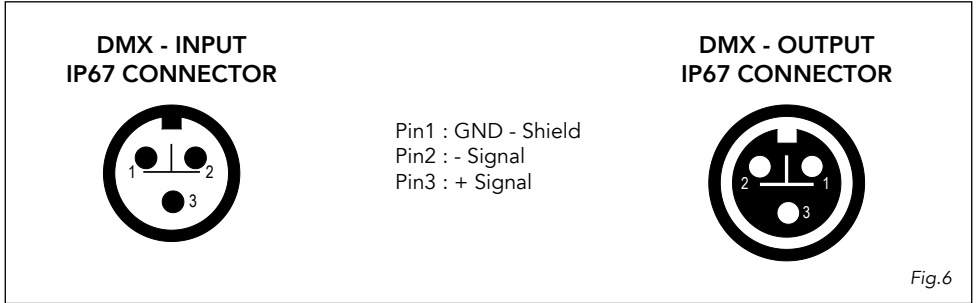 DMX - INPUT
IP67 CONNECTOR
1
2
3
Pin1 : GND - Shield
Pin2 : - Signal
Pin3 : + Signal
DMX - OUTPUT
IP67 CONNECTOR
2
1
3
Fig.6